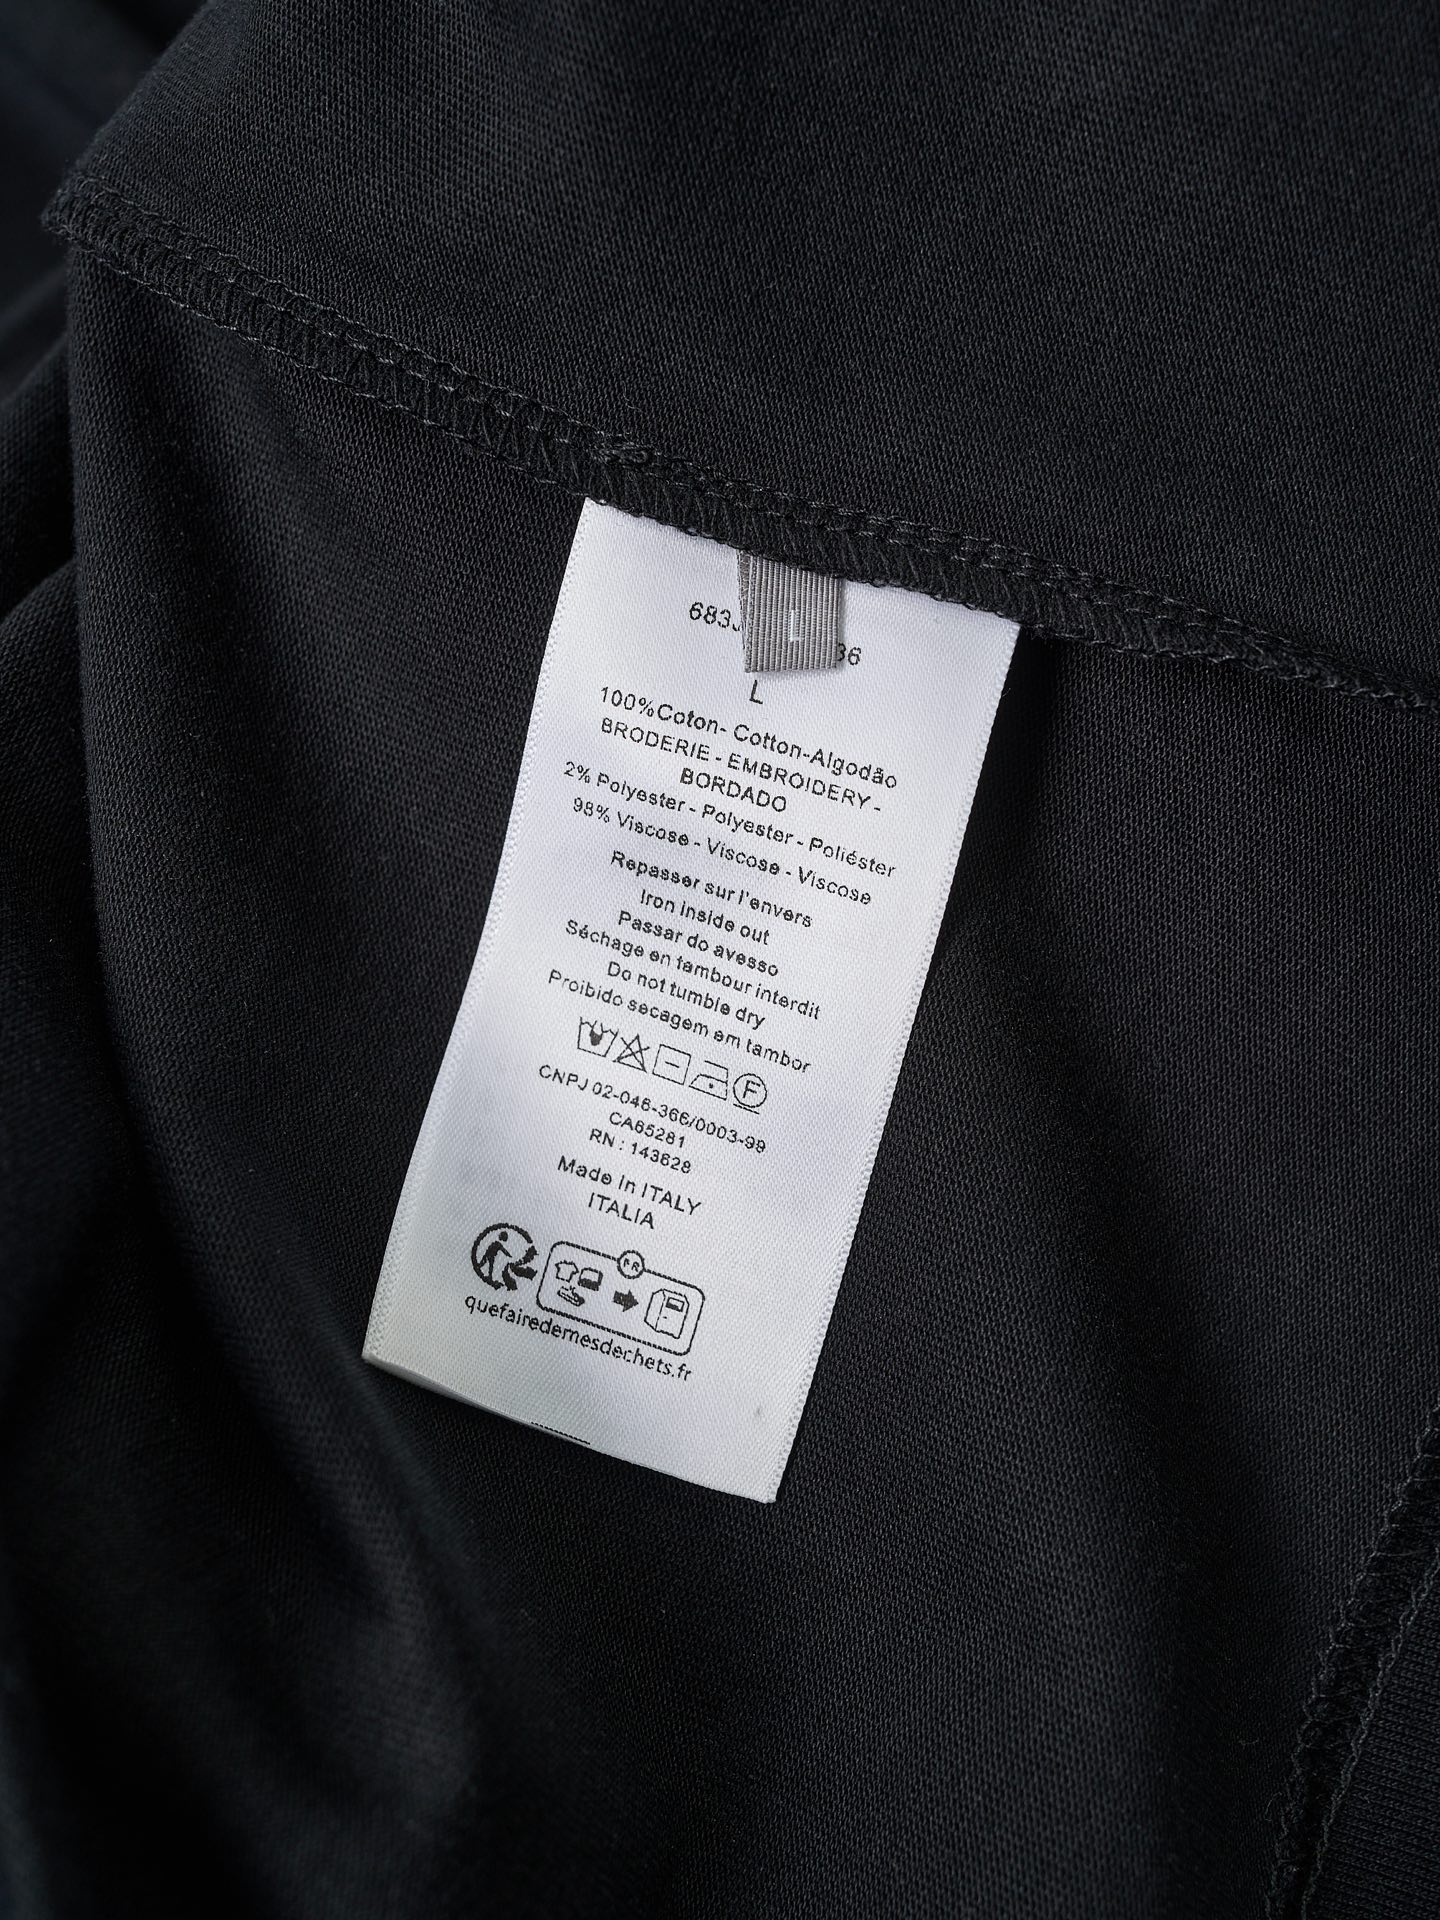 L
L
100%Coton- Cotton-Algodão
BRODERIE - EMBROIDERY -
BORDADO
2% Polyester - Polyester - Poliéster
98% Viscose - Viscose - Viscose
Repasser sur l'envers
Iron inside out
Passar do avesso
Séchage en tambour interdit
Do not tumble dry
Proibido secagem em tambor
F
CNPJ 02-046-366/0003-99
CA65281
RN : 143628
Made in ITALY
ITALIA
FR
quefairedemesdechets.fr